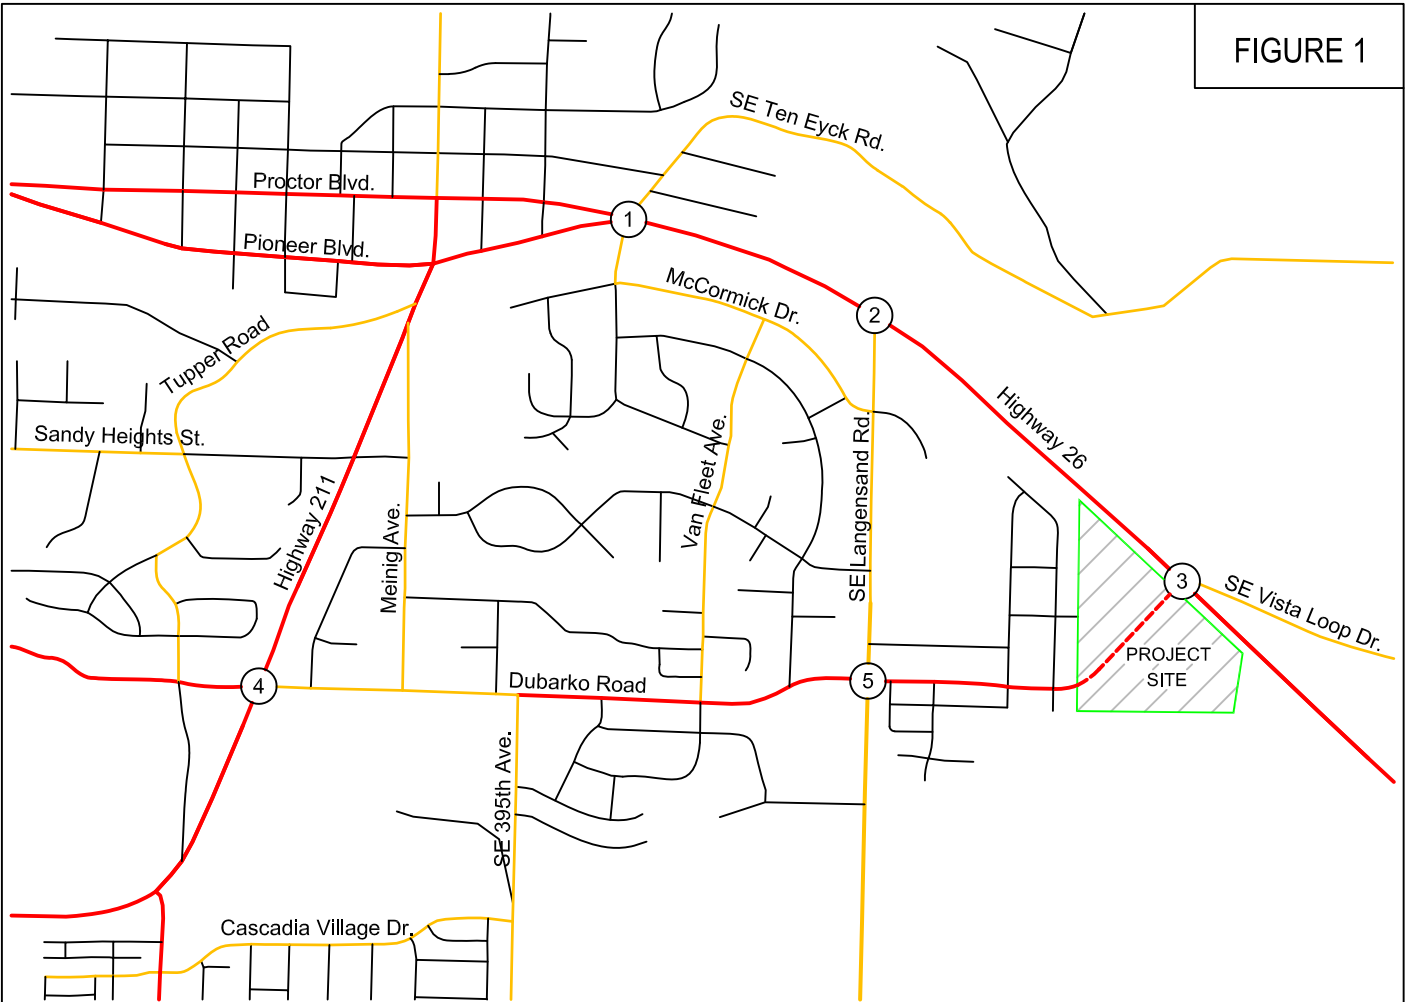 FIGURE 1
SE Ten Eyck Rd.
Proctor Blvd.
1
Pioneer Blvd.
McCormick Dr.
2
Tupper Road
Highway 26
Sandy Heights St.
Van Fleet Ave.
SE Langensand Rd.
Highway 211
Meinig Ave.
3
SE Vista Loop Dr.
PROJECT
SITE
4
Dubarko Road
5
SE 395th Ave.
Cascadia Village Dr.